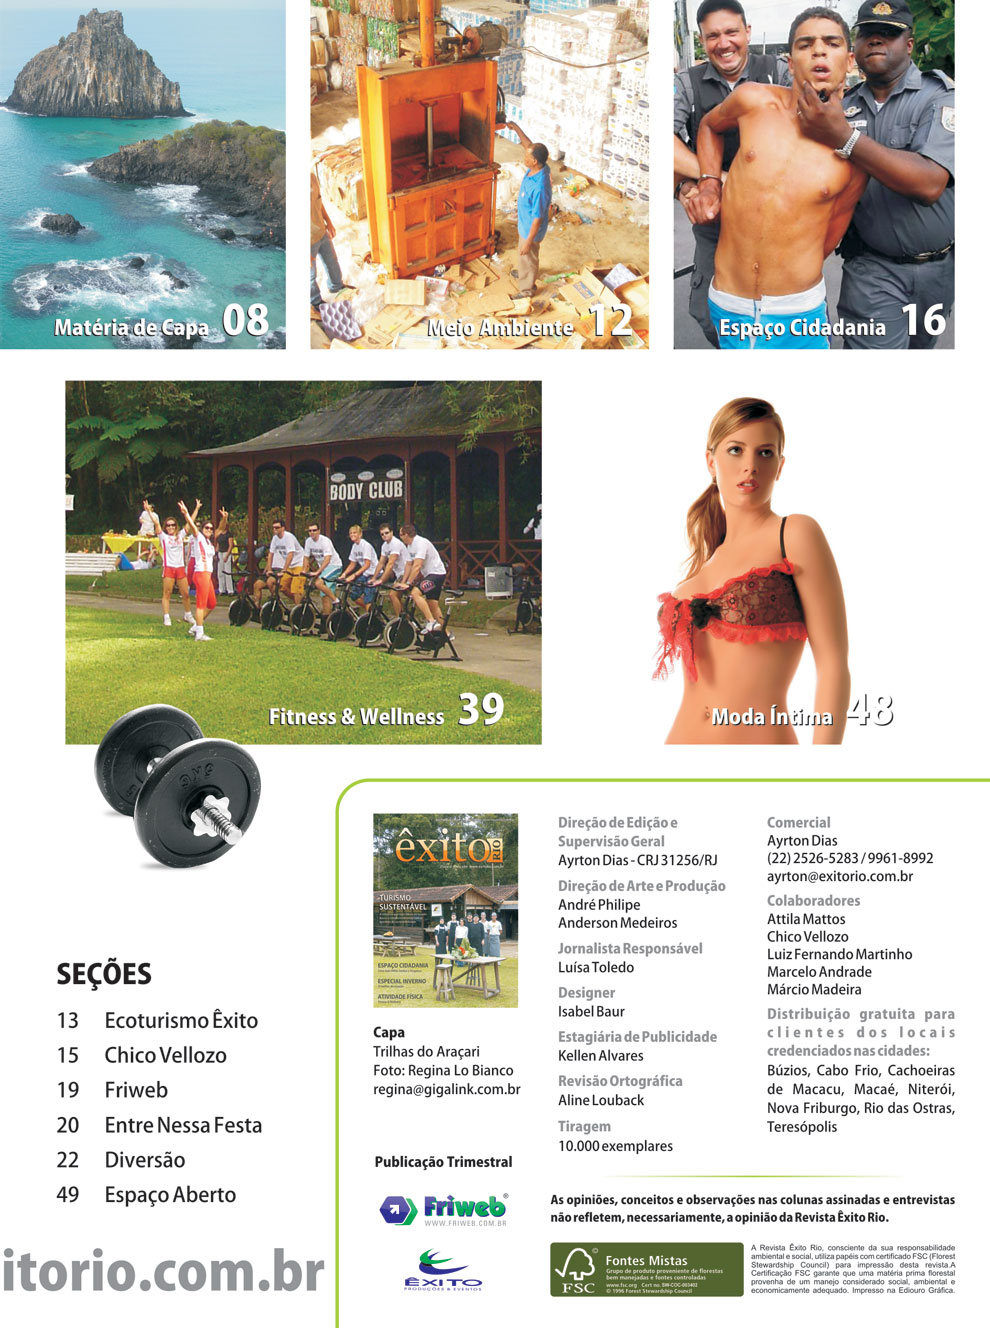 Matéria de Capa 08
Meio Ambiente 12
Espaço Cidadania 16
BODY CLUB
Fitness & Wellness 39
Moda Íntima 48
SEÇÕES
13 Ecoturismo Êxito
15 Chico Vellozo
19 Friweb
20 Entre Nessa Festa
22 Diversão
49 Espaço Aberto
itorio.com.br
êxito RIO
TURISMO
SUSTENTÁVEL
ESPAÇO CIDADANIA
ESPECIAL INVERNO
ATIVIDADE FÍSICA
Capa
Trilhas do Araçari
Foto: Regina Lo Bianco
regina@gigalink.com.br
Publicação Trimestral
Friweb®
WWW.FRIWEB.COM.BR
ÊXITO
PRODUÇÕES & EVENTOS
Direção de Edição e
Supervisão Geral
Ayrton Dias - CRJ 31256/RJ
Direção de Arte e Produção
André Philipe
Anderson Medeiros
Jornalista Responsável
Luísa Toledo
Designer
Isabel Baur
Estagiária de Publicidade
Kellen Alvares
Revisão Ortográfica
Aline Louback
Tiragem
10.000 exemplares
Comercial
Ayrton Dias
(22) 2526-5283 / 9961-8992
ayrton@exitorio.com.br
Colaboradores
Attila Mattos
Chico Vellozo
Luiz Fernando Martinho
Marcelo Andrade
Márcio Madeira
Distribuição gratuita para
clientes dos locais
credenciados nas cidades:
Búzios, Cabo Frio, Cachoeiras
de Macacu, Macaé, Niterói,
Nova Friburgo, Rio das Ostras,
Teresópolis
As opiniões, conceitos e observações nas colunas assinadas e entrevistas
não refletem, necessariamente, a opinião da Revista Êxito Rio.
FSC
Fontes Mistas
Grupo de produto proveniente de florestas
bem manejadas e fontes controladas
www.fsc.org Cert no. SW-COC-003402
© 1996 Forest Stewardship Council
A Revista Êxito Rio, consciente da sua responsabilidade
ambiental e social, utiliza papéis com certificado FSC (Forest
Stewardship Council) para impressão desta revista.A
Certificação FSC garante que uma matéria prima florestal
provenha de um manejo considerado social, ambiental e
economicamente adequado. Impresso na Ediouro Gráfica.